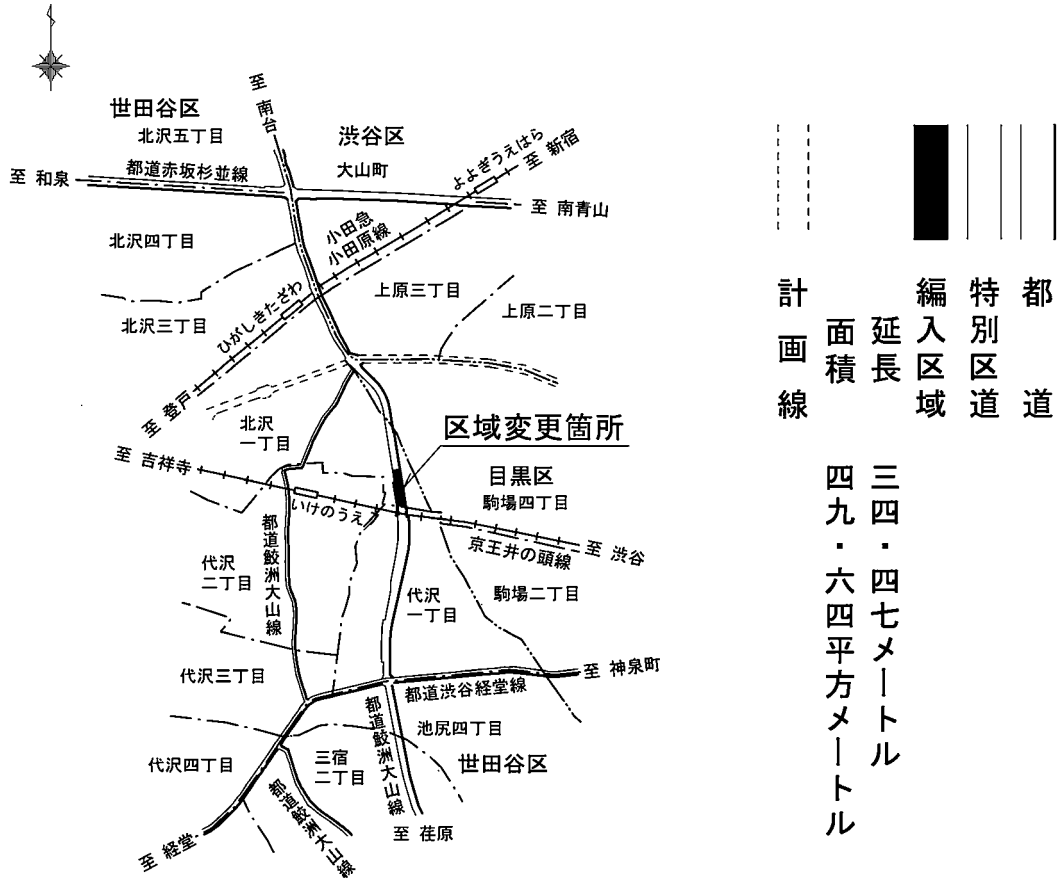 都道
特別区道
編入区域
延長 三四・四七メートル
面積 四九・六四平方メートル
計画線
至 南台
世田谷区
北沢五丁目
渋谷区
大山町
よよぎうえはら
至 新宿
至 和泉
都道赤坂杉並線
至 南青山
北沢四丁目
小田急
小田原線
上原三丁目
上原二丁目
北沢三丁目
ひがしきたざわ
至 登戸
北沢
一丁目
区域変更箇所
至 吉祥寺
目黒区
駒場四丁目
いけのうえ
京王井の頭線
至 渋谷
都道鮫洲大山線
代沢
二丁目
代沢
一丁目
駒場二丁目
代沢三丁目
至 神泉町
都道渋谷経堂線
都道鮫洲大山線
池尻四丁目
代沢四丁目
三宿
二丁目
世田谷区
都道鮫洲大山線
至 荏原
至 経堂